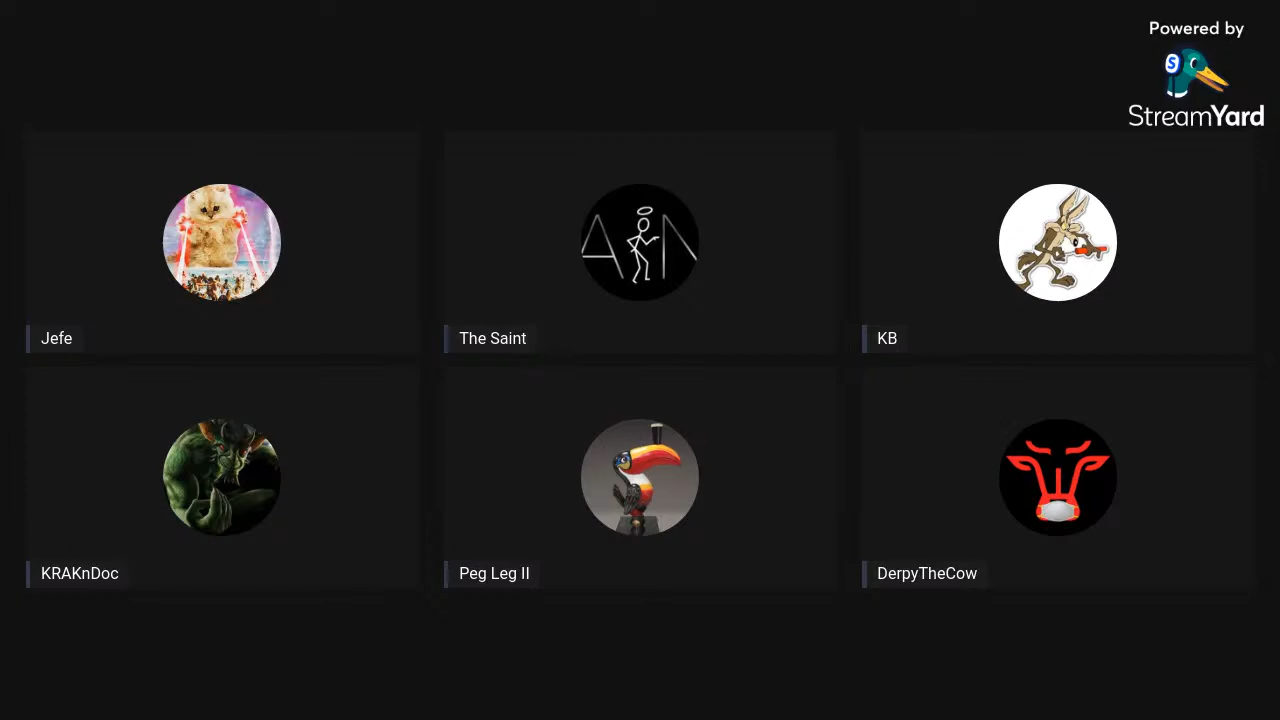 Powered by
S
StreamYard
Jefe
The Saint
KB
KRAKnDoc
Peg Leg II
DerpyTheCow